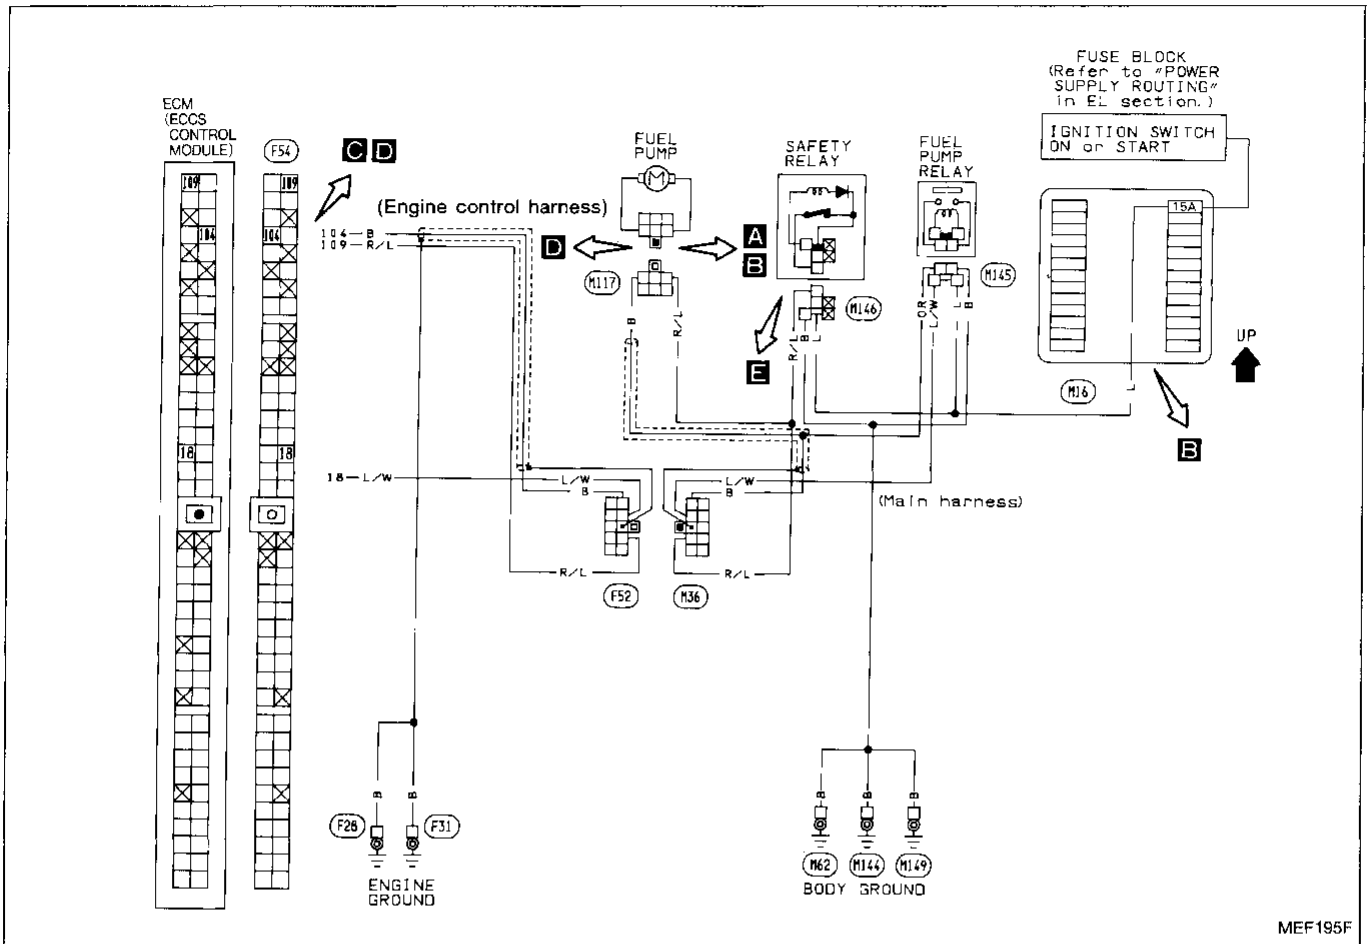 FUSE BLOCK
(Refer to "POWER
SUPPLY ROUTING"
in EL section.)
IGNITION SWITCH
ON or START
ECM
(ECCS
CONTROL
MODULE)
F54
C D
FUEL
PUMP
M
SAFETY
RELAY
FUEL
PUMP
RELAY
15A
109
109
(Engine control harness)
104
104
104-B
109-R/L
D
A
B
M117
M146
M145
B
R/L
R/L
B
L
OR
L/W
L
B
UP
E
M16
L
B
18
18
18-L/W
L/W
B
L/W
B
(Main harness)
R/L
R/L
F52
M36
B
B
B
B
B
F28
F31
M62
M144
M149
ENGINE
GROUND
BODY GROUND
MEF195F